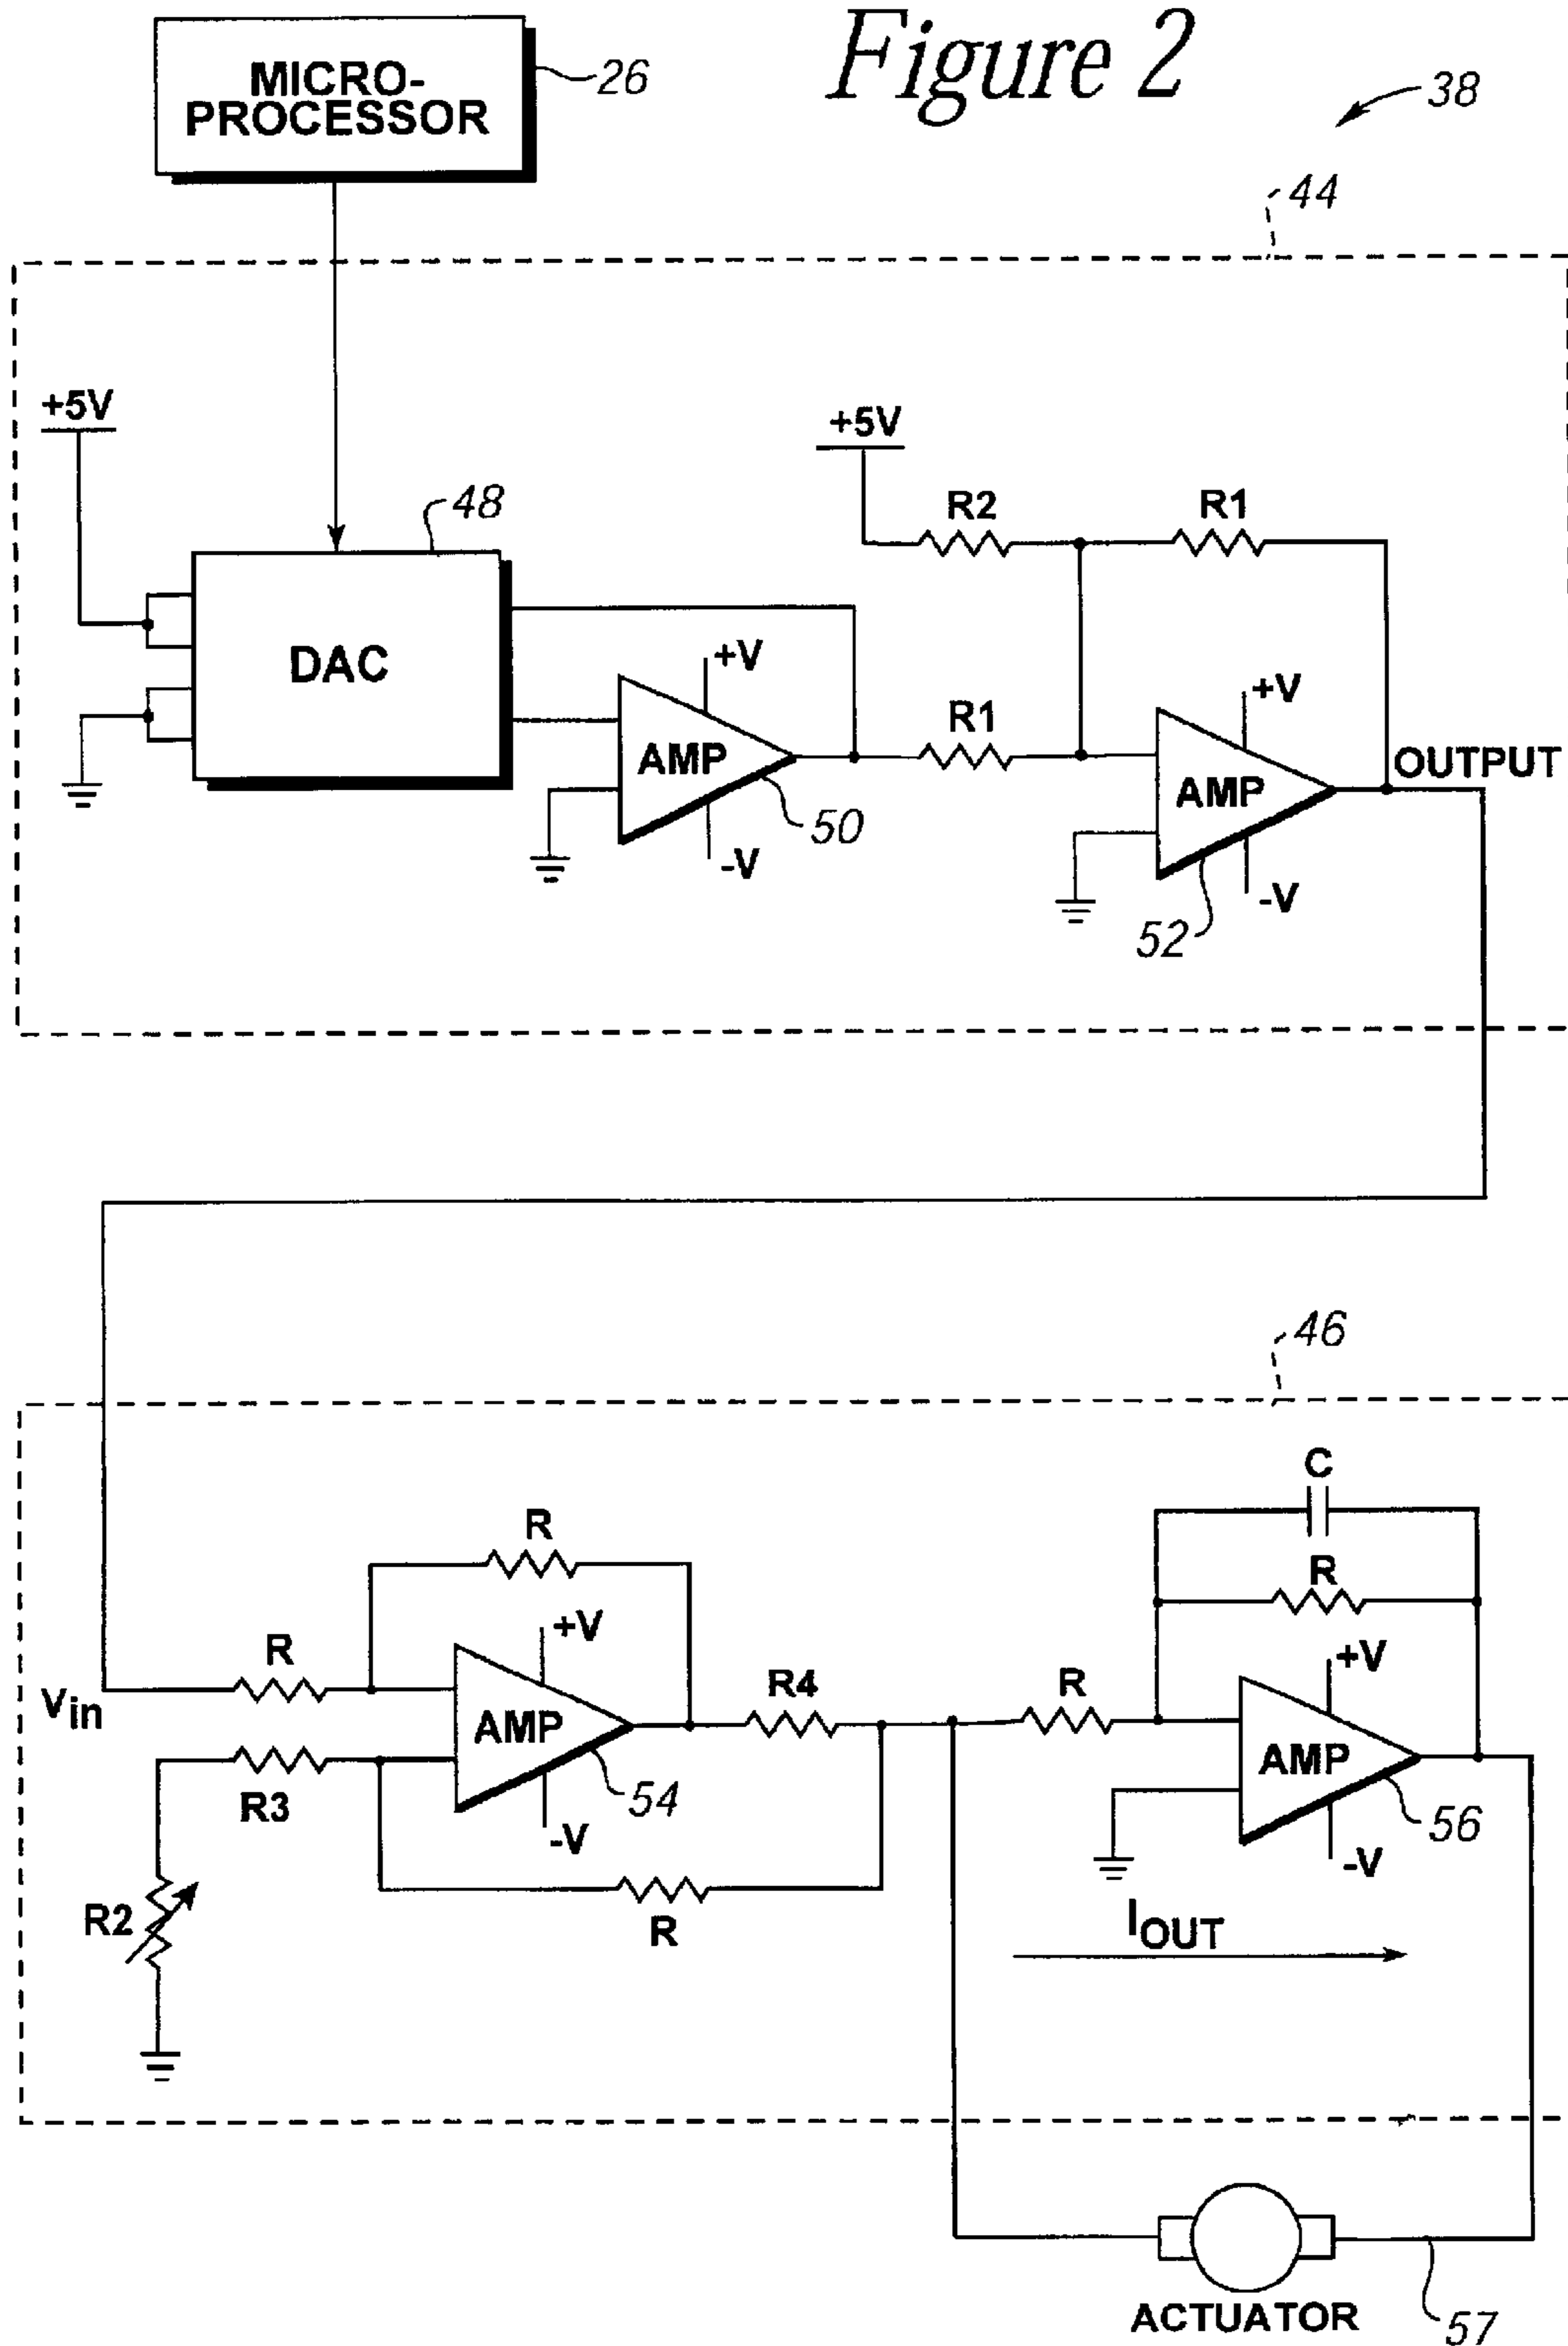 Figure 2
MICRO-
PROCESSOR
26
38
44
+5V
+5V
R2
R1
48
DAC
+V
AMP
-V
50
R1
+V
AMP
-V
52
OUTPUT
46
C
R
R
+V
R
Vin
AMP
R4
R
+V
R3
-V
54
AMP
56
-V
R2
R
IOUT
ACTUATOR
57